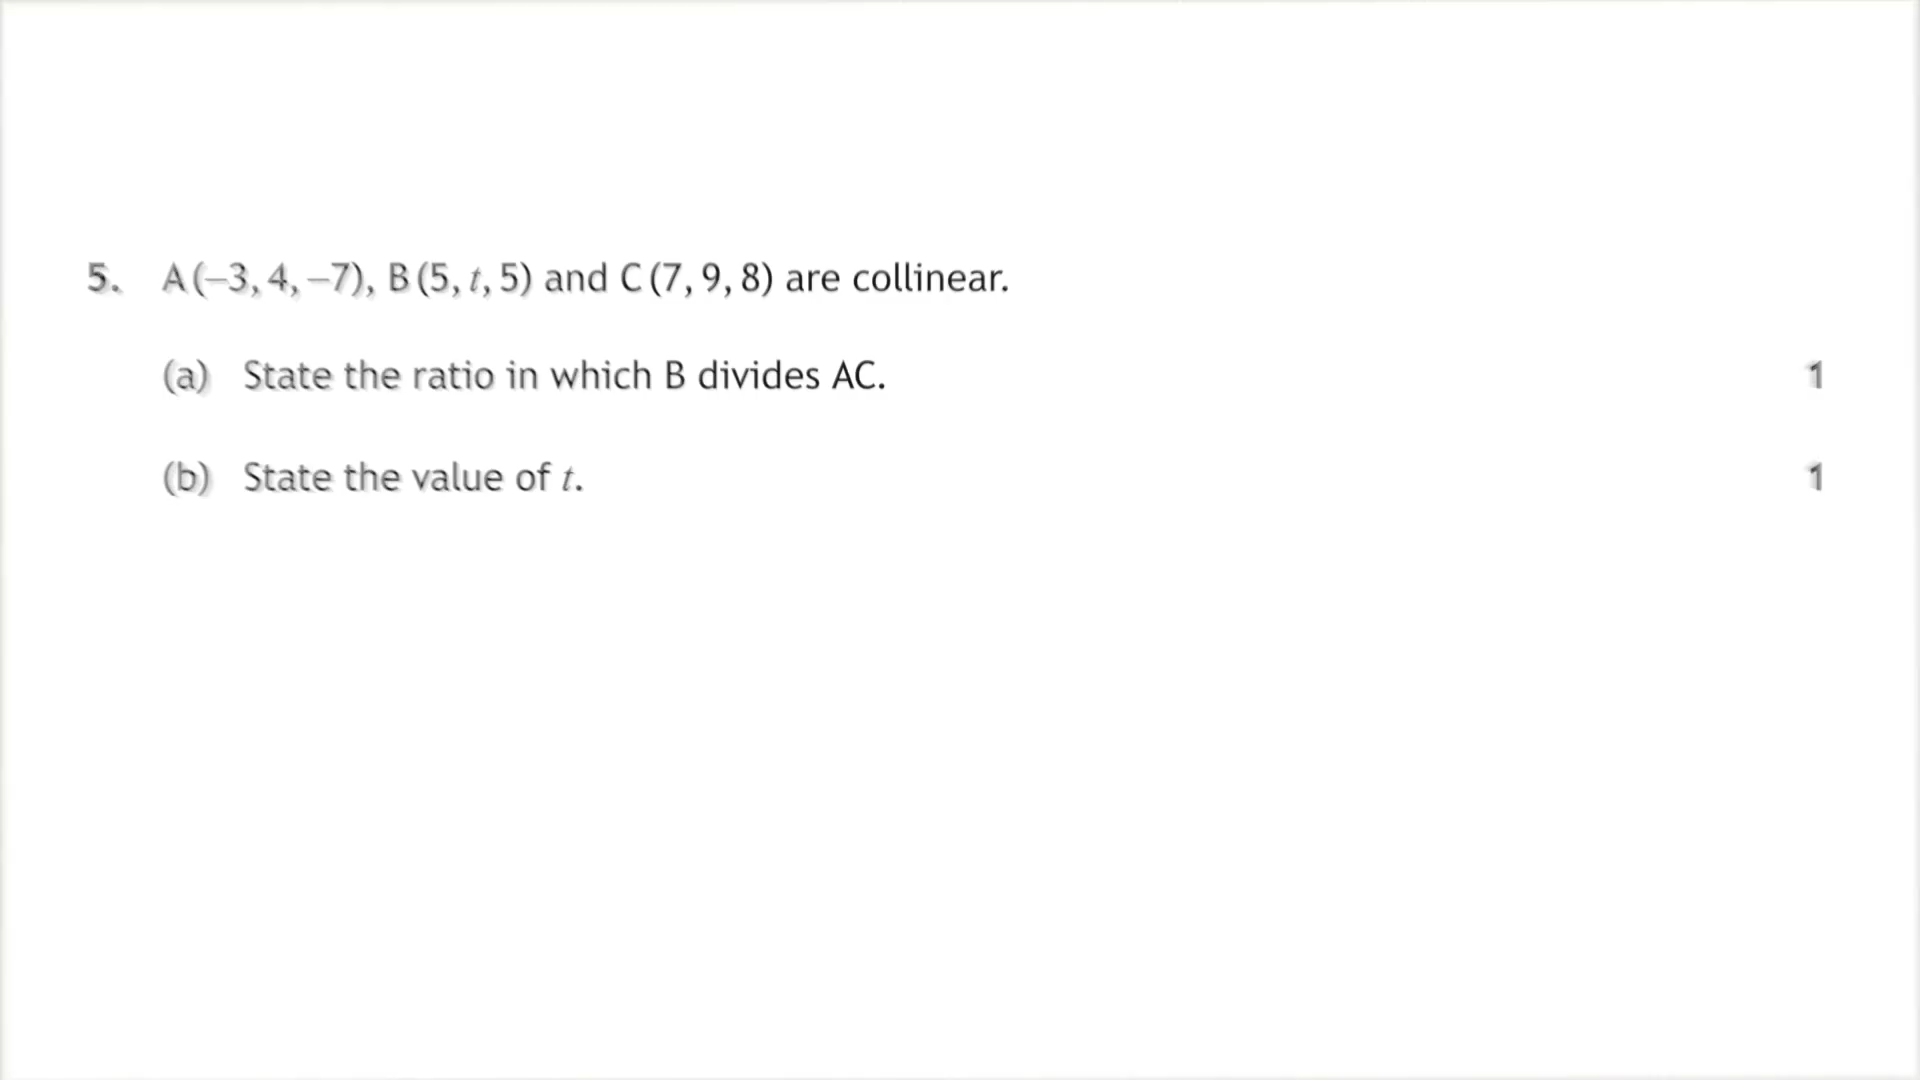 5. A(–3, 4, –7), B(5, t, 5) and C(7, 9, 8) are collinear.
(a) State the ratio in which B divides AC. 1
(b) State the value of t. 1